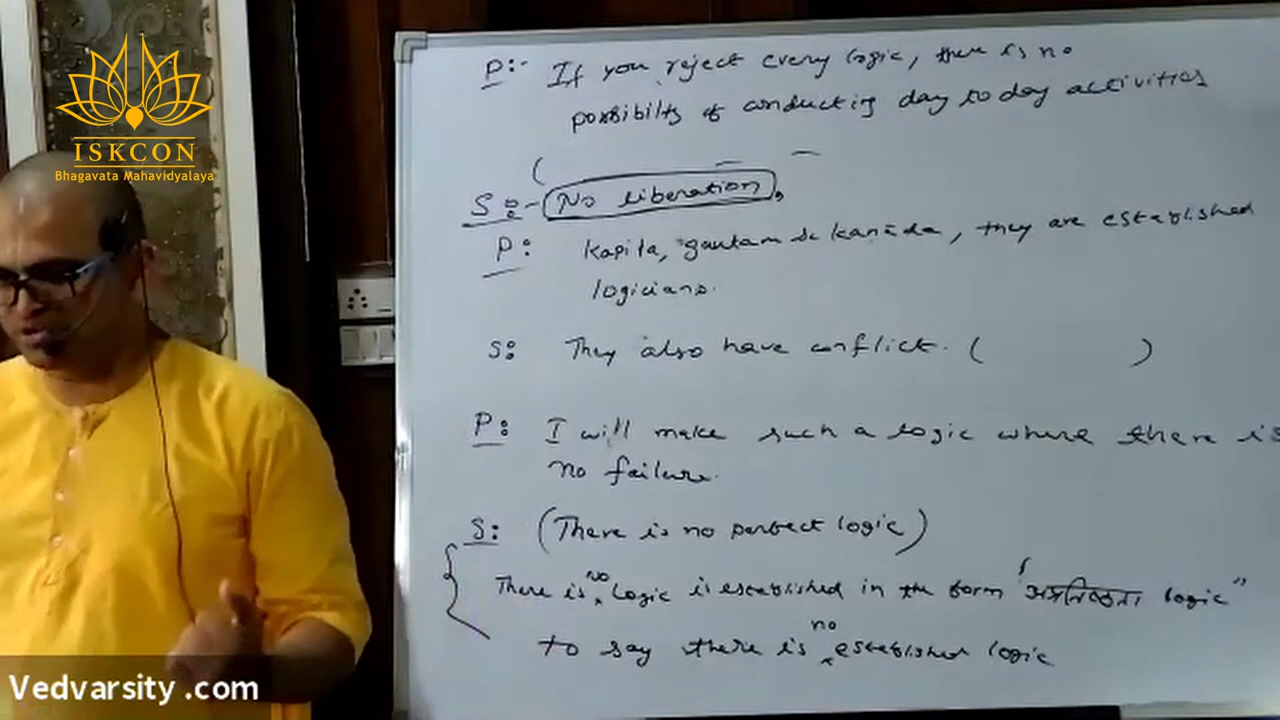 ISKCON
Bhagavata Mahavidyalaya
P:- If you reject every logic, there is no
possibility of conducting day to day activities
(
S:- No liberation.
P: Kapila, gautam & kanāda, they are established
logicians.
S: They also have conflict. ( )
P: I will make such a logic where there is
no failure.
S: (There is no perfect logic)
There is no logic is established in the form "अप्रतिष्ठिता logic"
to say there is no established logic
Vedvarsity .com